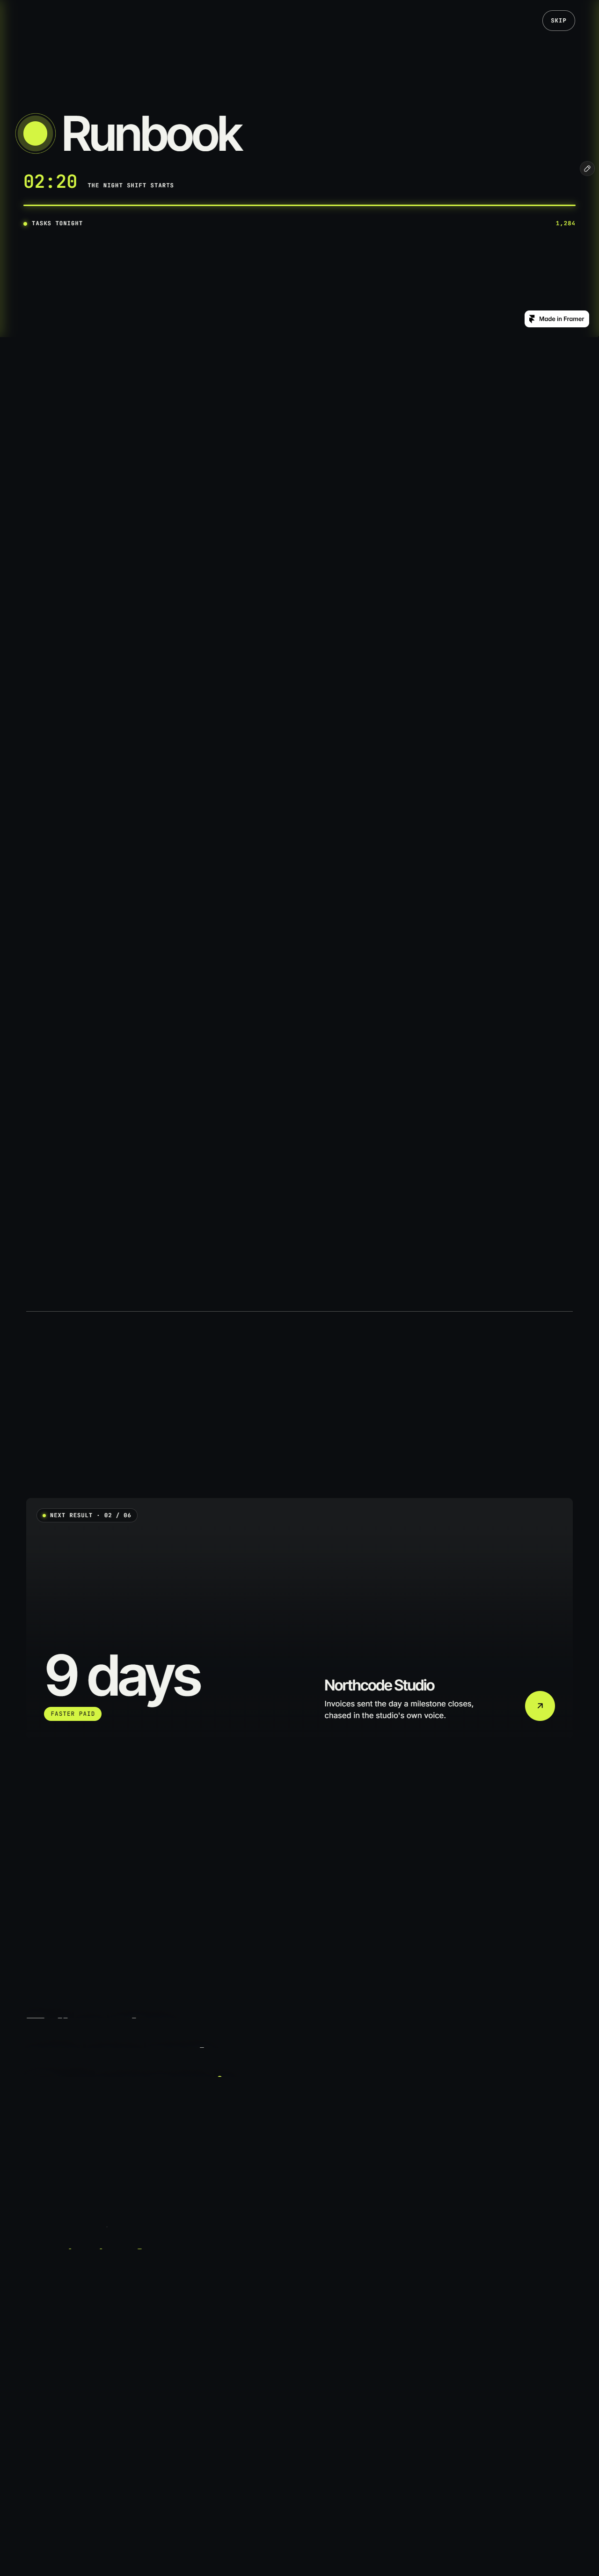 SKIP
Runbook
02:20 THE NIGHT SHIFT STARTS
TASKS TONIGHT 1,284
Made in Framer
NEXT RESULT - 02 / 06
9 days
FASTER PAID
Northcode Studio
Invoices sent the day a milestone closes,
chased in the studio's own voice.